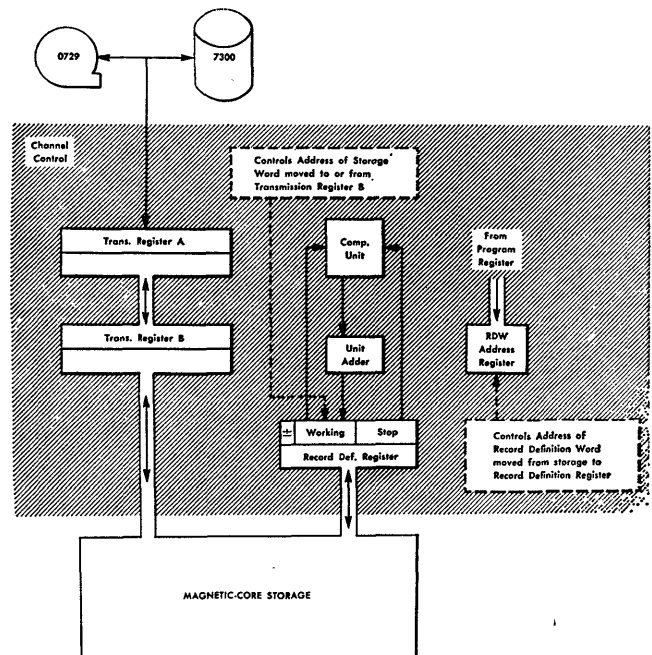 0729
7300
Channel
Control
Controls Address of Storage
Word moved to or from
Transmission Register B
Trans. Register A
Comp.
Unit
From
Program
Register
Trans. Register B
Unit
Adder
RDW
Address
Register
± Working Stop
Record Def. Register
Controls Address of
Record Definition Word
moved from storage to
Record Definition Register
MAGNETIC-CORE STORAGE